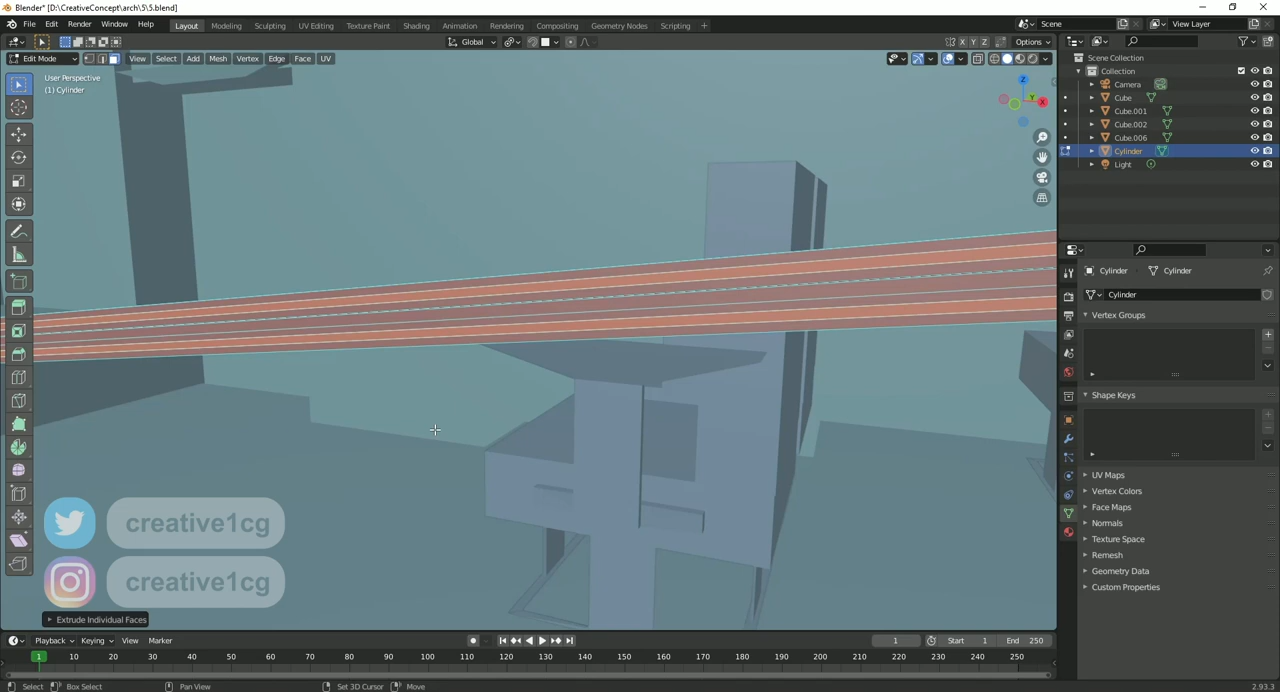 Blender* [D:\CreativeConcept\arch\5\5.blend]
File Edit Render Window Help Layout Modeling Sculpting UV Editing Texture Paint Shading Animation Rendering Compositing Geometry Nodes Scripting + Scene View Layer
Global X Y Z Options
Edit Mode View Select Add Mesh Vertex Edge Face UV
User Perspective
(1) Cylinder
Z
Y
X
Scene Collection
Collection
Camera
Cube
Cube.001
Cube.002
Cube.006
Cylinder
Light
Cylinder Cylinder
Cylinder
Vertex Groups
Shape Keys
UV Maps
Vertex Colors
Face Maps
Normals
Texture Space
Remesh
Geometry Data
Custom Properties
creative1cg
creative1cg
Extrude Individual Faces
Playback Keying View Marker 1 Start 1 End 250
1 10 20 30 40 50 60 70 80 90 100 110 120 130 140 150 160 170 180 190 200 210 220 230 240 250
Select Box Select Pan View Set 3D Cursor Move 2.93.3